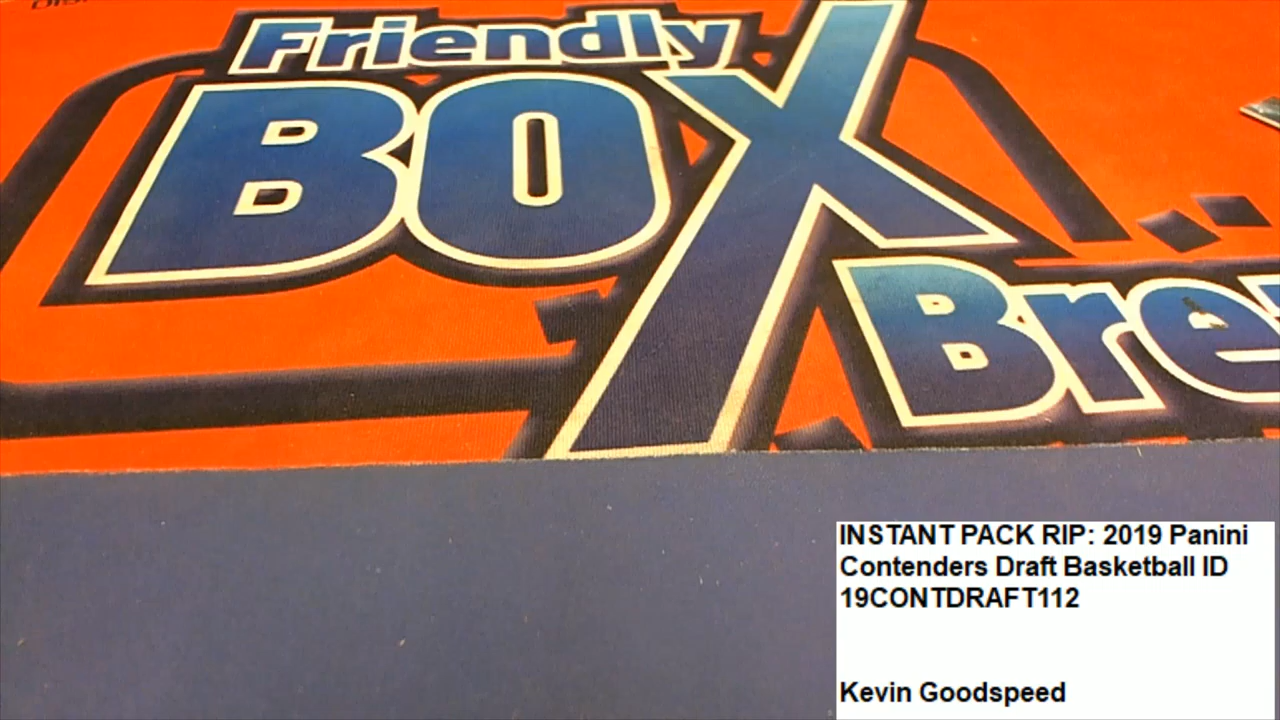 Friendly
BOX
Bre
INSTANT PACK RIP: 2019 Panini
Contenders Draft Basketball ID
19CONTDRAFT112
Kevin Goodspeed